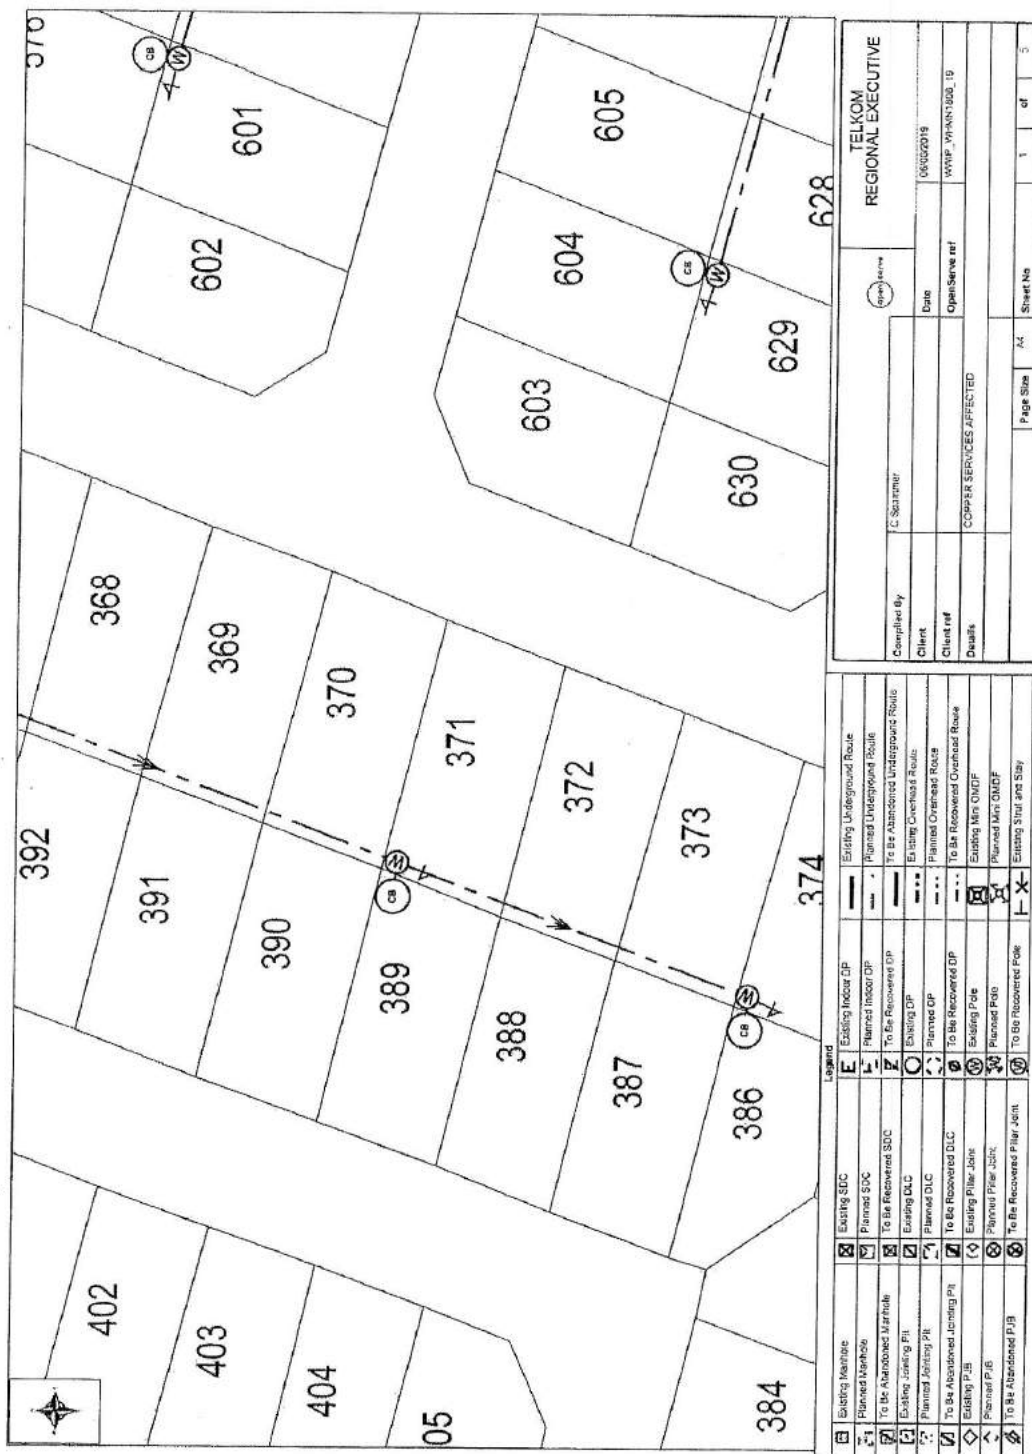 402
403
404
05
384
392
391
390
389
388
387
386
368
369
370
371
372
373
374
CB
W
CB
W
576
CB
W
601
602
603
604
605
CB
W
628
629
630
Legend
Existing Manhole
Planned Manhole
To Be Abandoned Manhole
Existing Jointing Pit
Planned Jointing Pit
To Be Abandoned Jointing Pit
Existing PJB
Planned PJB
To Be Abandoned PJB
Existing SDC
Planned SDC
To Be Recovered SDC
Existing DLC
Planned DLC
To Be Recovered DLC
Existing Pillar Joint
Planned Pillar Joint
To Be Recovered Pillar Joint
Existing Indoor DP
Planned Indoor DP
To Be Recovered DP
Existing DP
Planned DP
To Be Recovered DP
Existing Pole
Planned Pole
To Be Recovered Pole
Existing Underground Route
Planned Underground Route
To Be Abandoned Underground Route
Existing Overhead Route
Planned Overhead Route
To Be Recovered Overhead Route
Existing Mini OMDF
Planned Mini OMDF
Existing Strut and Stay
openserve
TELKOM
REGIONAL EXECUTIVE
Compiled By
Client
Date
Client ref
OpenServe ref
Details
COPPER SERVICES AFFECTED
Page Size A4 Sheet No 1 of 5